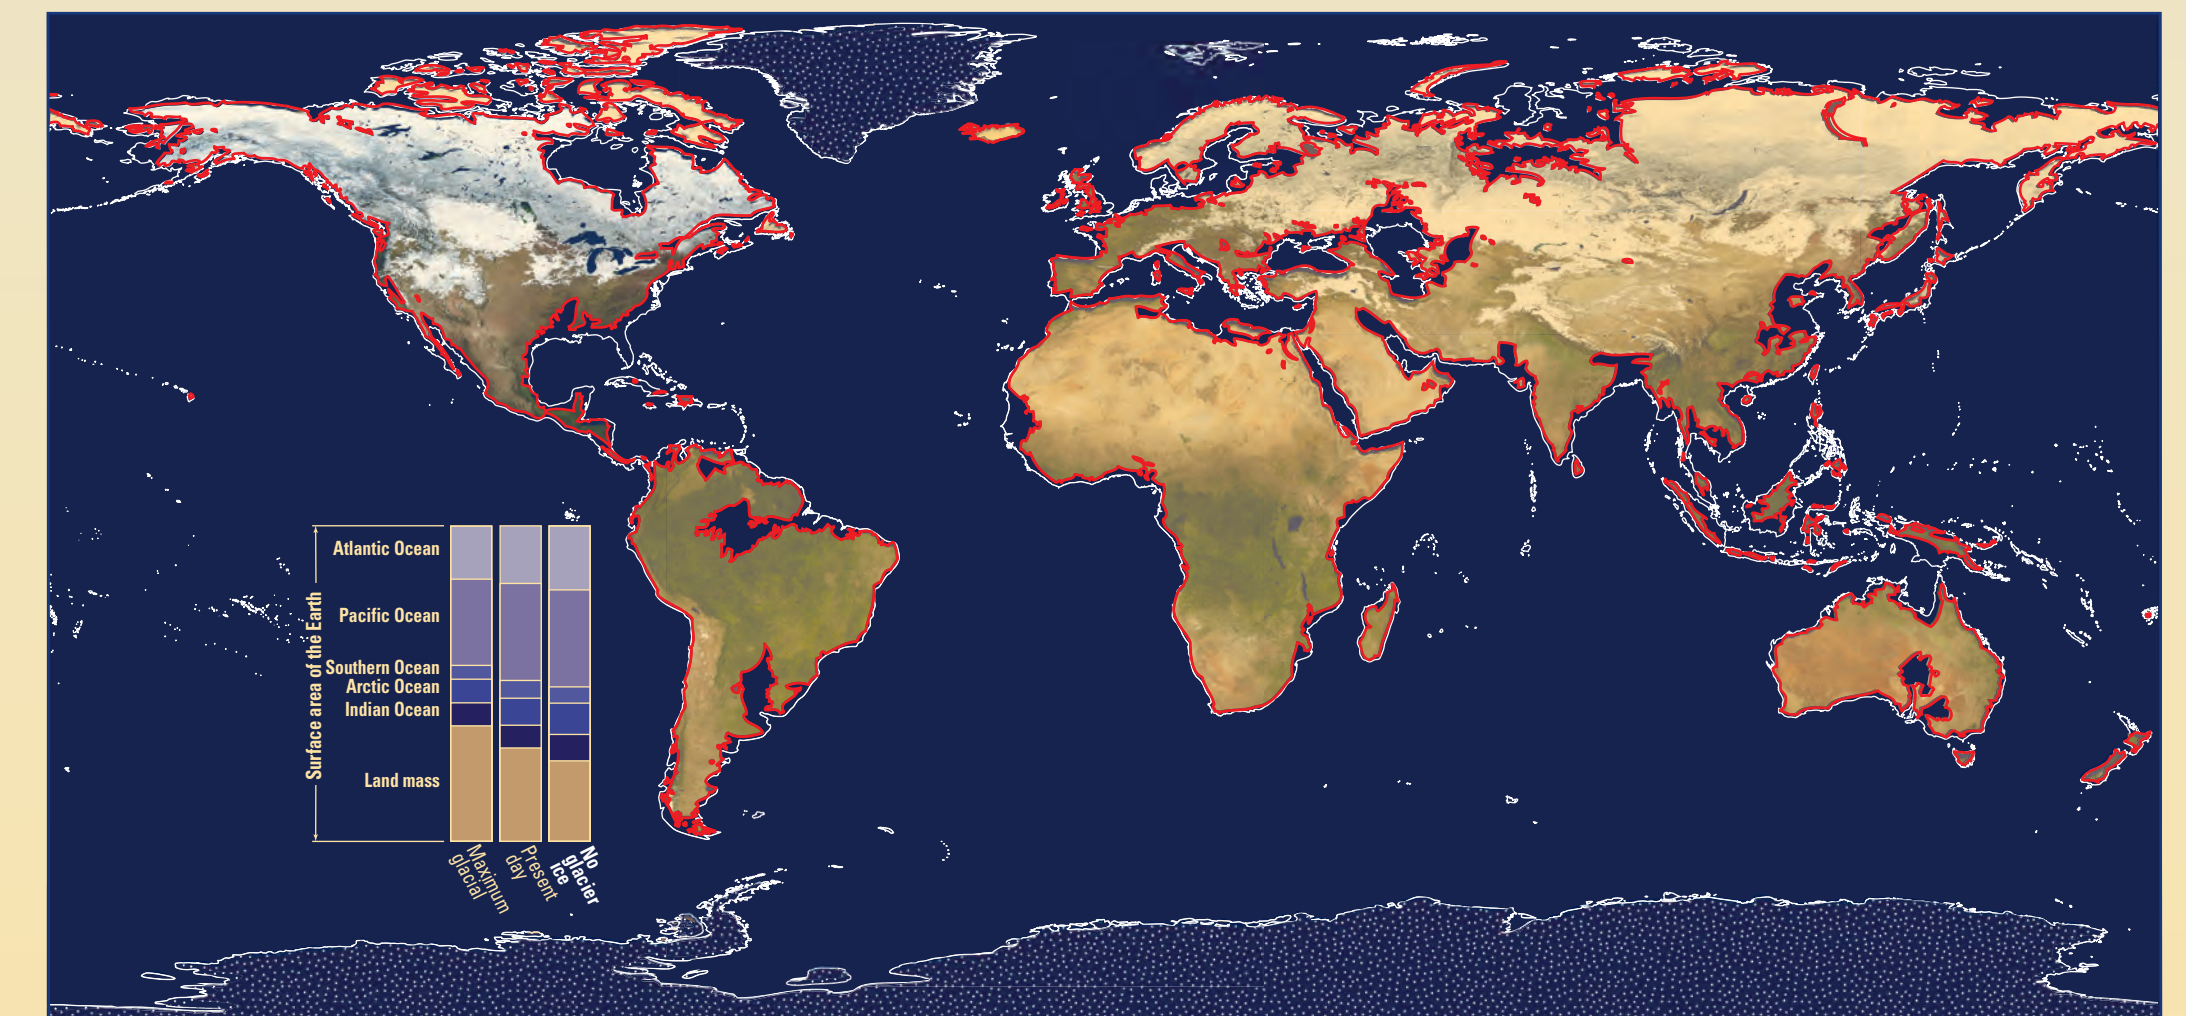 Surface area of the Earth
Atlantic Ocean
Pacific Ocean
Southern Ocean
Arctic Ocean
Indian Ocean
Land mass
Maximum
glacial
Present
day
No
glacier
ice